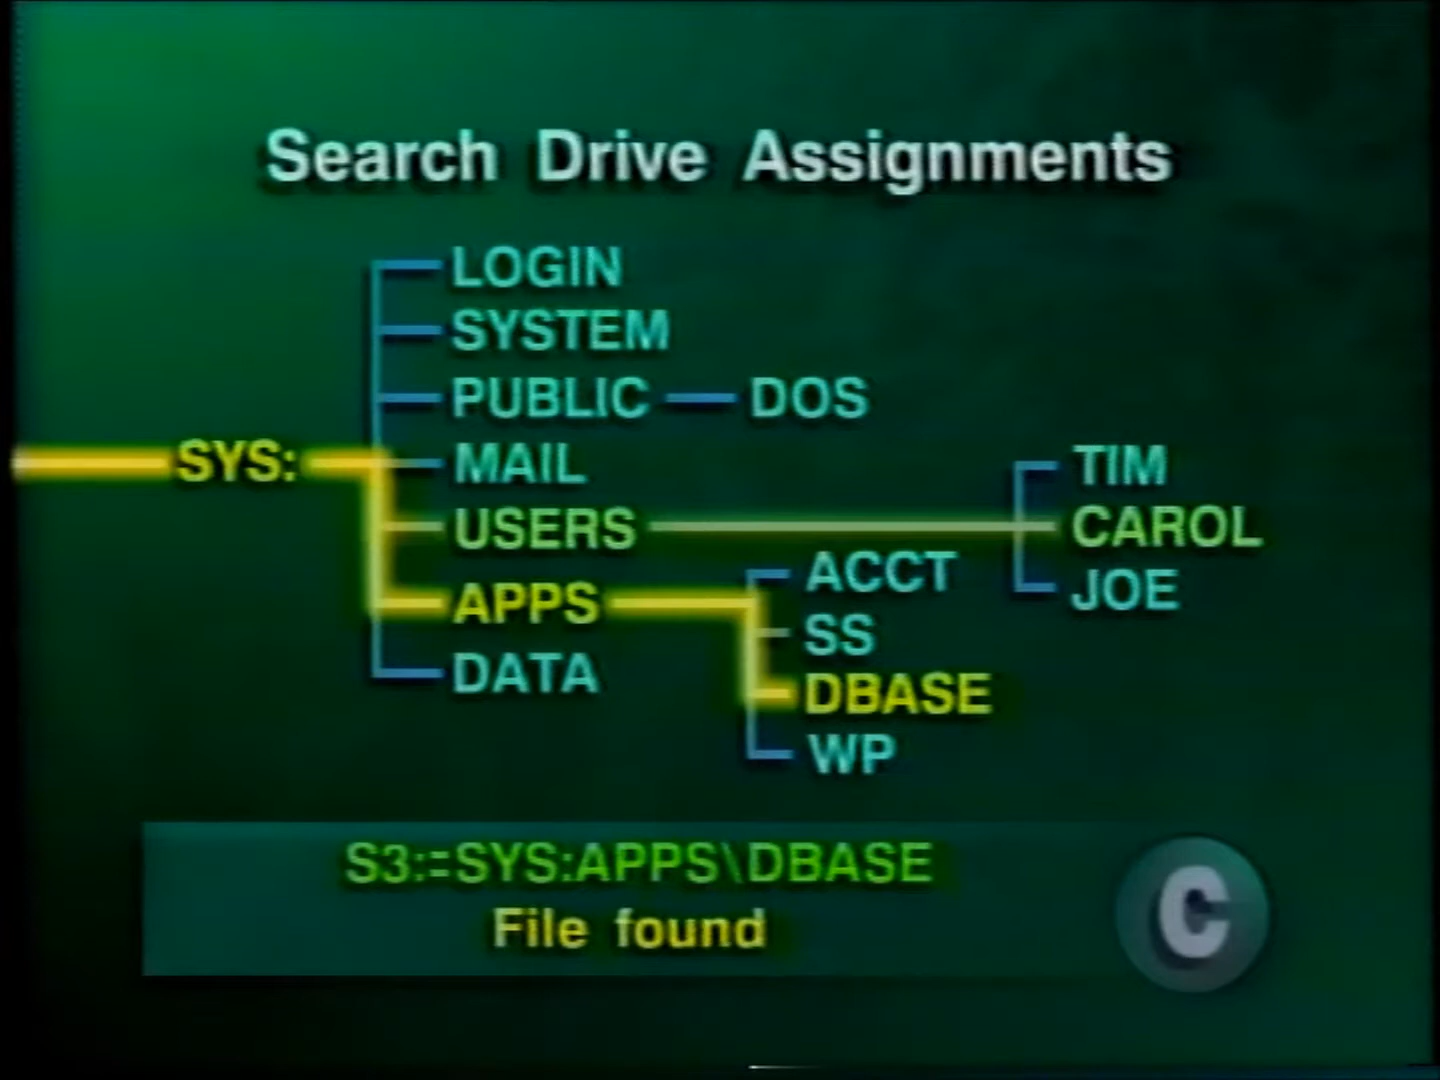 Search Drive Assignments
LOGIN
SYSTEM
PUBLIC DOS
SYS: MAIL TIM
USERS CAROL
ACCT JOE
APPS
SS
DATA DBASE
WP
S3:=SYS:APPS\DBASE
File found
C